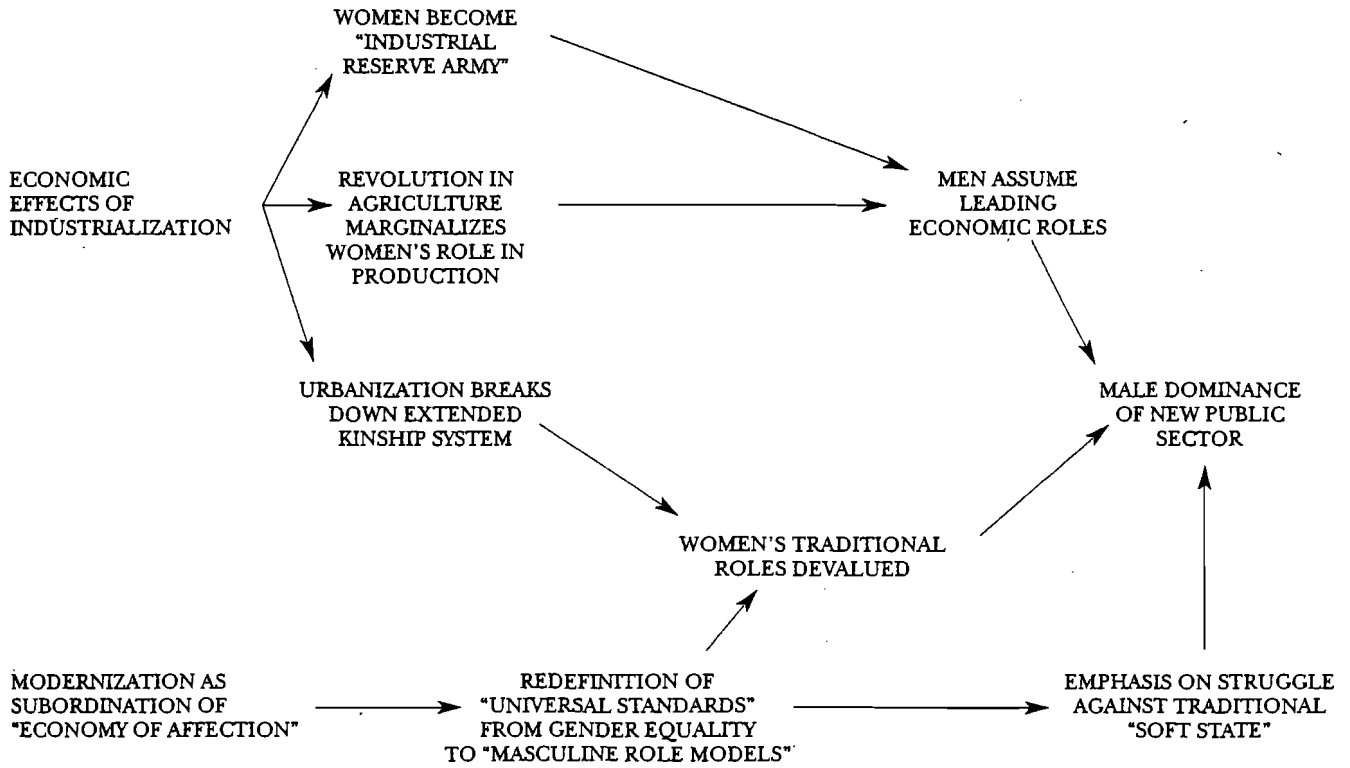 WOMEN BECOME
"INDUSTRIAL
RESERVE ARMY"
ECONOMIC
EFFECTS OF
INDUSTRIALIZATION
REVOLUTION IN
AGRICULTURE
MARGINALIZES
WOMEN'S ROLE IN
PRODUCTION
MEN ASSUME
LEADING
ECONOMIC ROLES
URBANIZATION BREAKS
DOWN EXTENDED
KINSHIP SYSTEM
MALE DOMINANCE
OF NEW PUBLIC
SECTOR
WOMEN'S TRADITIONAL
ROLES DEVALUED
MODERNIZATION AS
SUBORDINATION OF
"ECONOMY OF AFFECTION"
REDEFINITION OF
"UNIVERSAL STANDARDS"
FROM GENDER EQUALITY
TO "MASCULINE ROLE MODELS"
EMPHASIS ON STRUGGLE
AGAINST TRADITIONAL
"SOFT STATE"